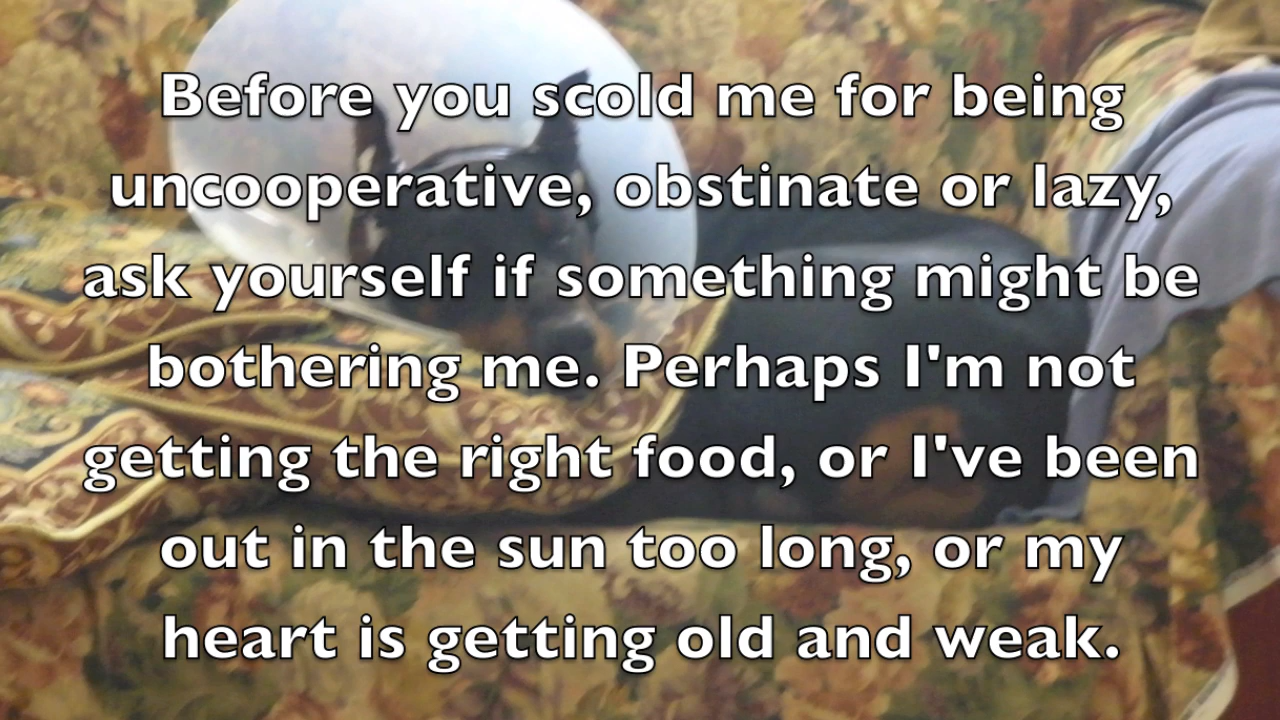 Before you scold me for being
uncooperative, obstinate or lazy,
ask yourself if something might be
bothering me. Perhaps I'm not
getting the right food, or I've been
out in the sun too long, or my
heart is getting old and weak.